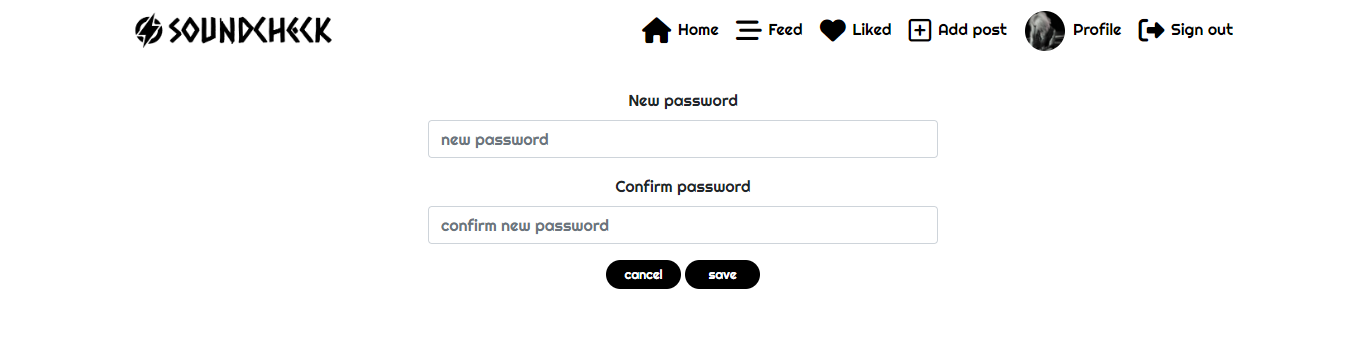 SOUNDCHECK Home Feed Liked Add post Profile Sign out
New password
new password
Confirm password
confirm new password
cancel save